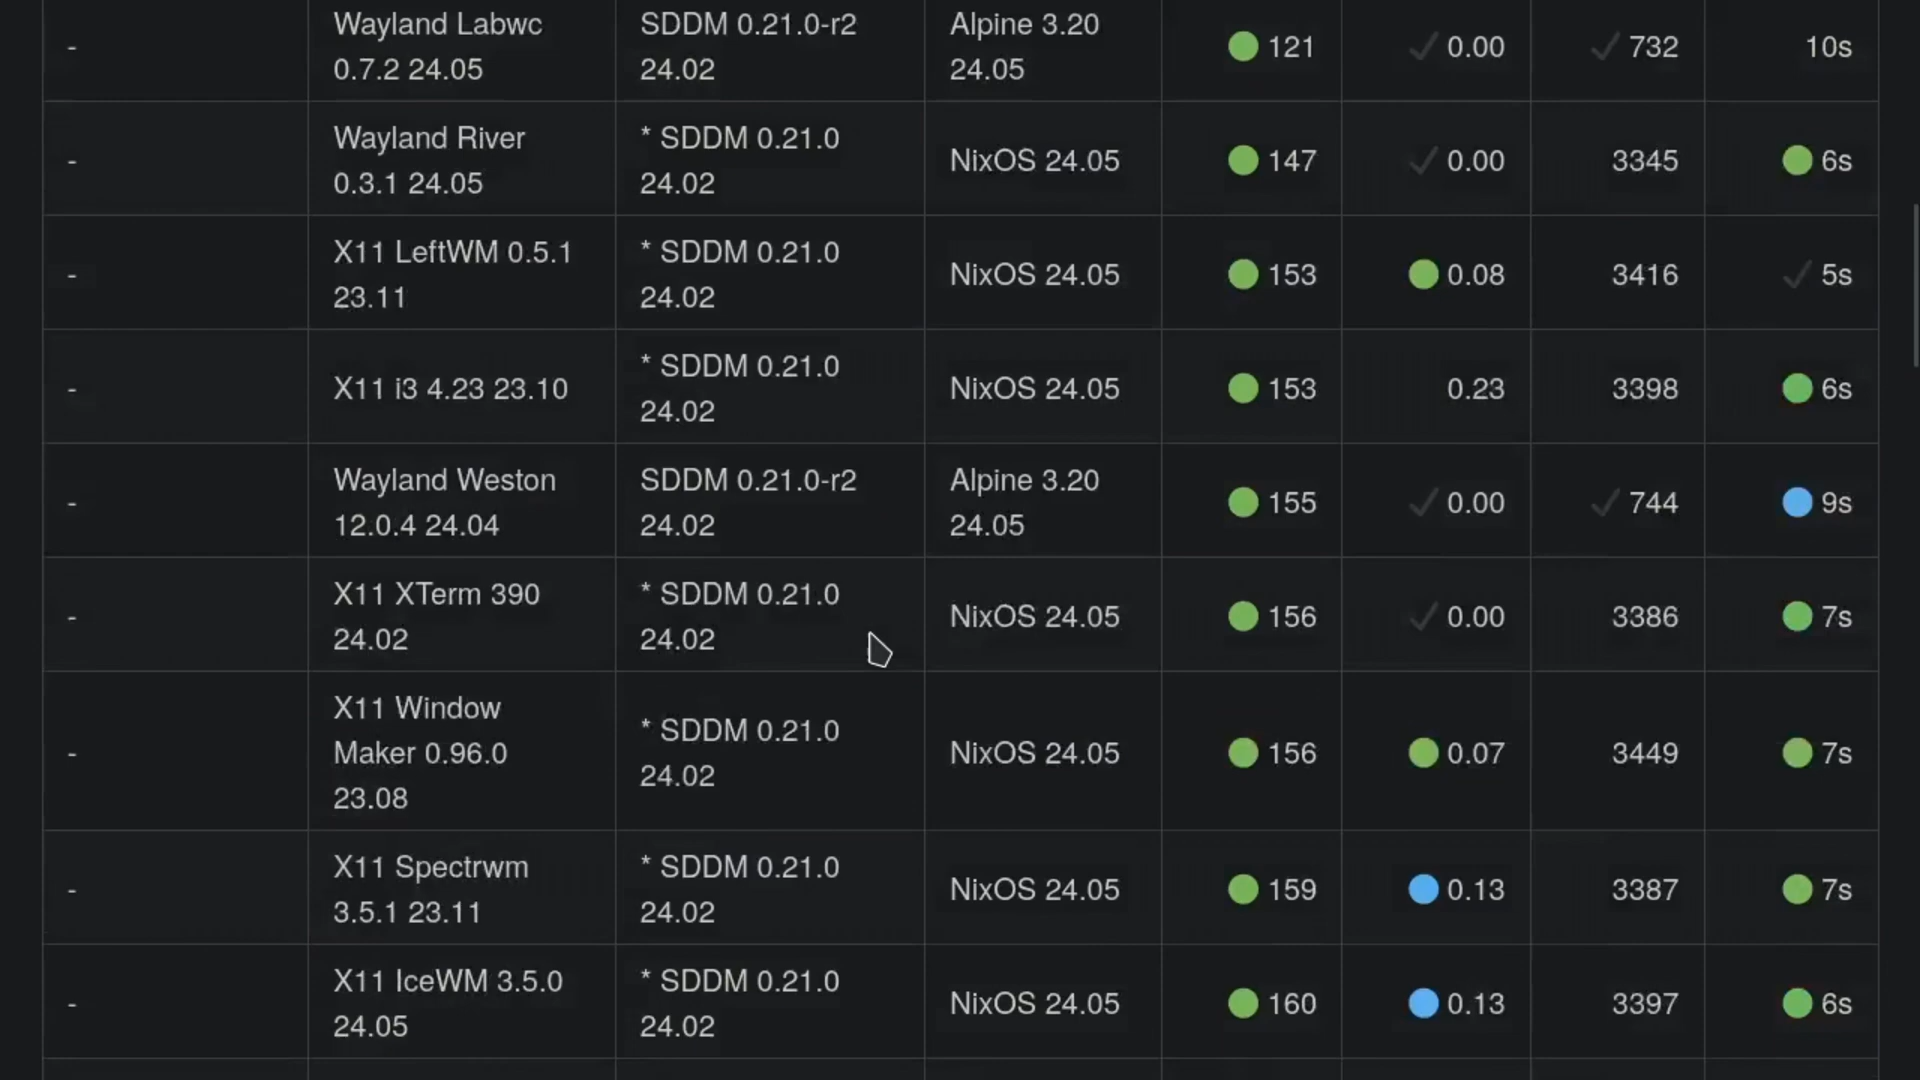 - Wayland Labwc 0.7.2 24.05 SDDM 0.21.0-r2 24.02 Alpine 3.20 24.05 121 ✓ 0.00 ✓ 732 10s
- Wayland River 0.3.1 24.05 * SDDM 0.21.0 24.02 NixOS 24.05 147 ✓ 0.00 3345 6s
- X11 LeftWM 0.5.1 23.11 * SDDM 0.21.0 24.02 NixOS 24.05 153 0.08 3416 ✓ 5s
- X11 i3 4.23 23.10 * SDDM 0.21.0 24.02 NixOS 24.05 153 0.23 3398 6s
- Wayland Weston 12.0.4 24.04 SDDM 0.21.0-r2 24.02 Alpine 3.20 24.05 155 ✓ 0.00 ✓ 744 9s
- X11 XTerm 390 24.02 * SDDM 0.21.0 24.02 NixOS 24.05 156 ✓ 0.00 3386 7s
- X11 Window Maker 0.96.0 23.08 * SDDM 0.21.0 24.02 NixOS 24.05 156 0.07 3449 7s
- X11 Spectrwm 3.5.1 23.11 * SDDM 0.21.0 24.02 NixOS 24.05 159 0.13 3387 7s
- X11 IceWM 3.5.0 24.05 * SDDM 0.21.0 24.02 NixOS 24.05 160 0.13 3397 6s